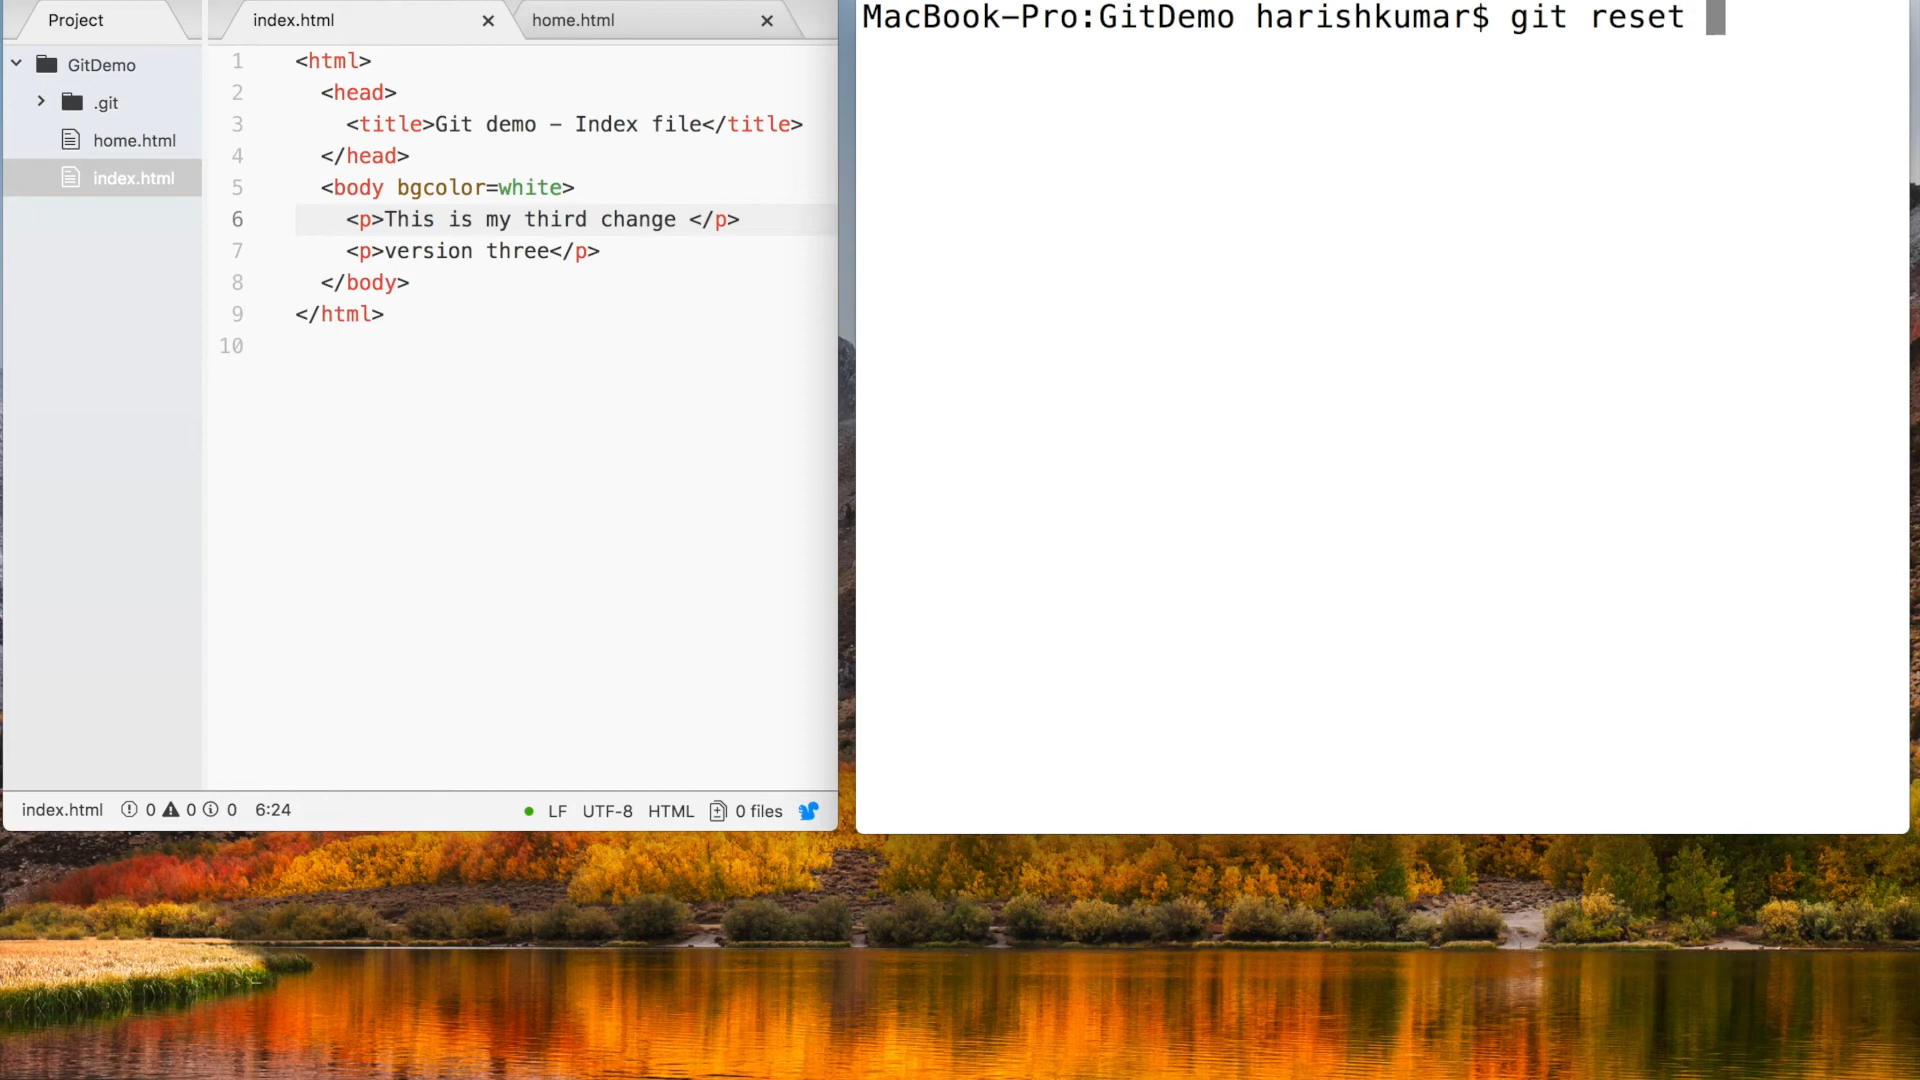 Project
GitDemo
.git
home.html
index.html
index.html
home.html
1 <html>
2 <head>
3 <title>Git demo – Index file</title>
4 </head>
5 <body bgcolor=white>
6 <p>This is my third change </p>
7 <p>version three</p>
8 </body>
9 </html>
10
index.html 0 0 0 6:24 LF UTF-8 HTML 0 files
MacBook-Pro:GitDemo harishkumar$ git reset